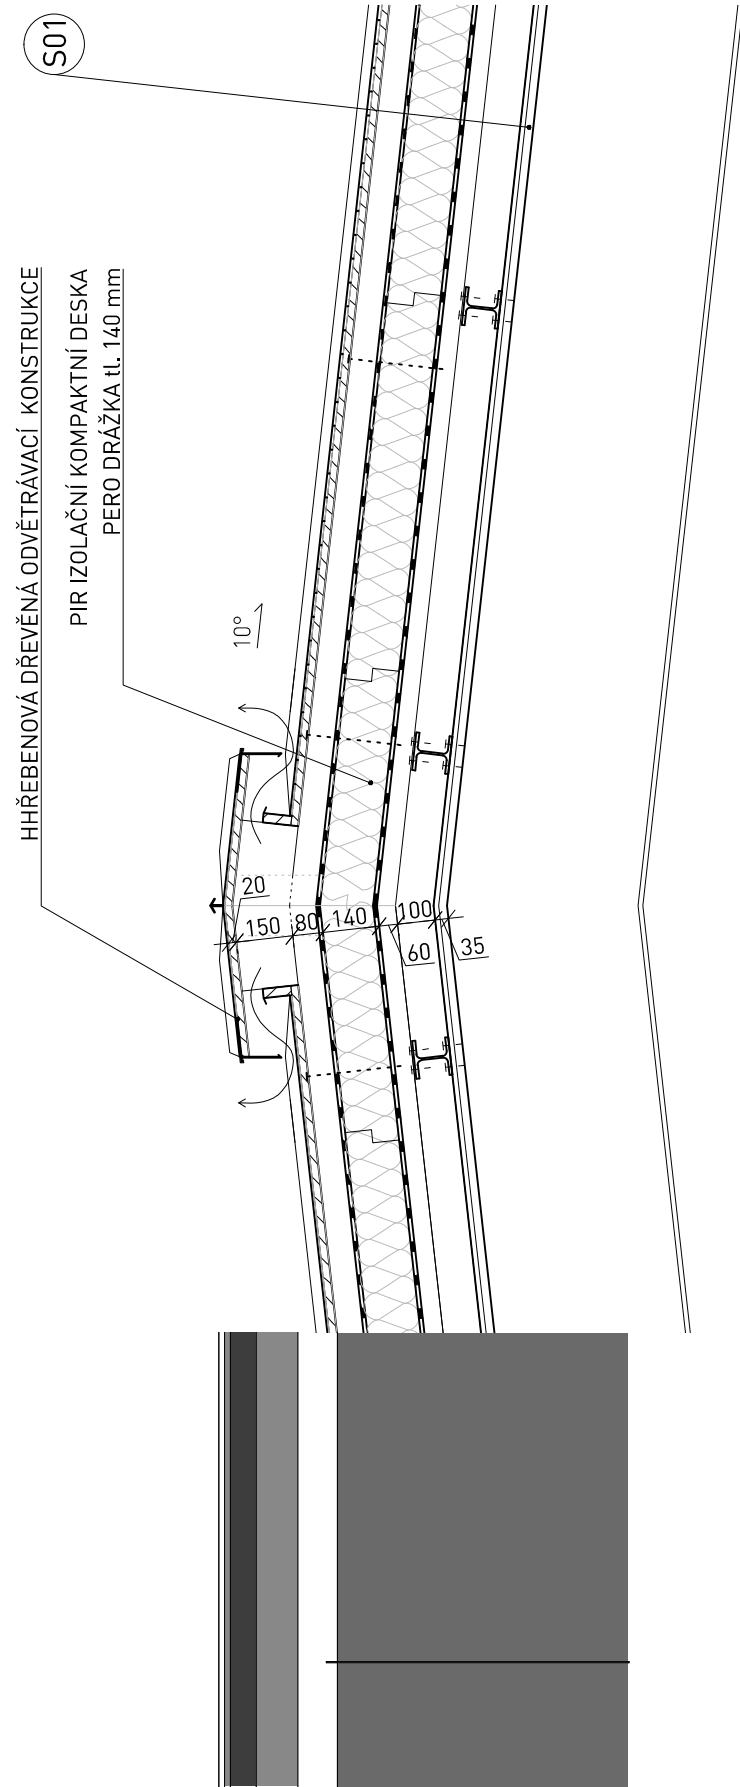 S01
HHŘEBENOVÁ DŘEVĚNÁ ODVĚTRÁVACÍ KONSTRUKCE
PIR IZOLAČNÍ KOMPAKTNÍ DESKA
PERO DRÁŽKA tl. 140 mm
10°
20
150
80
140
100
60
35